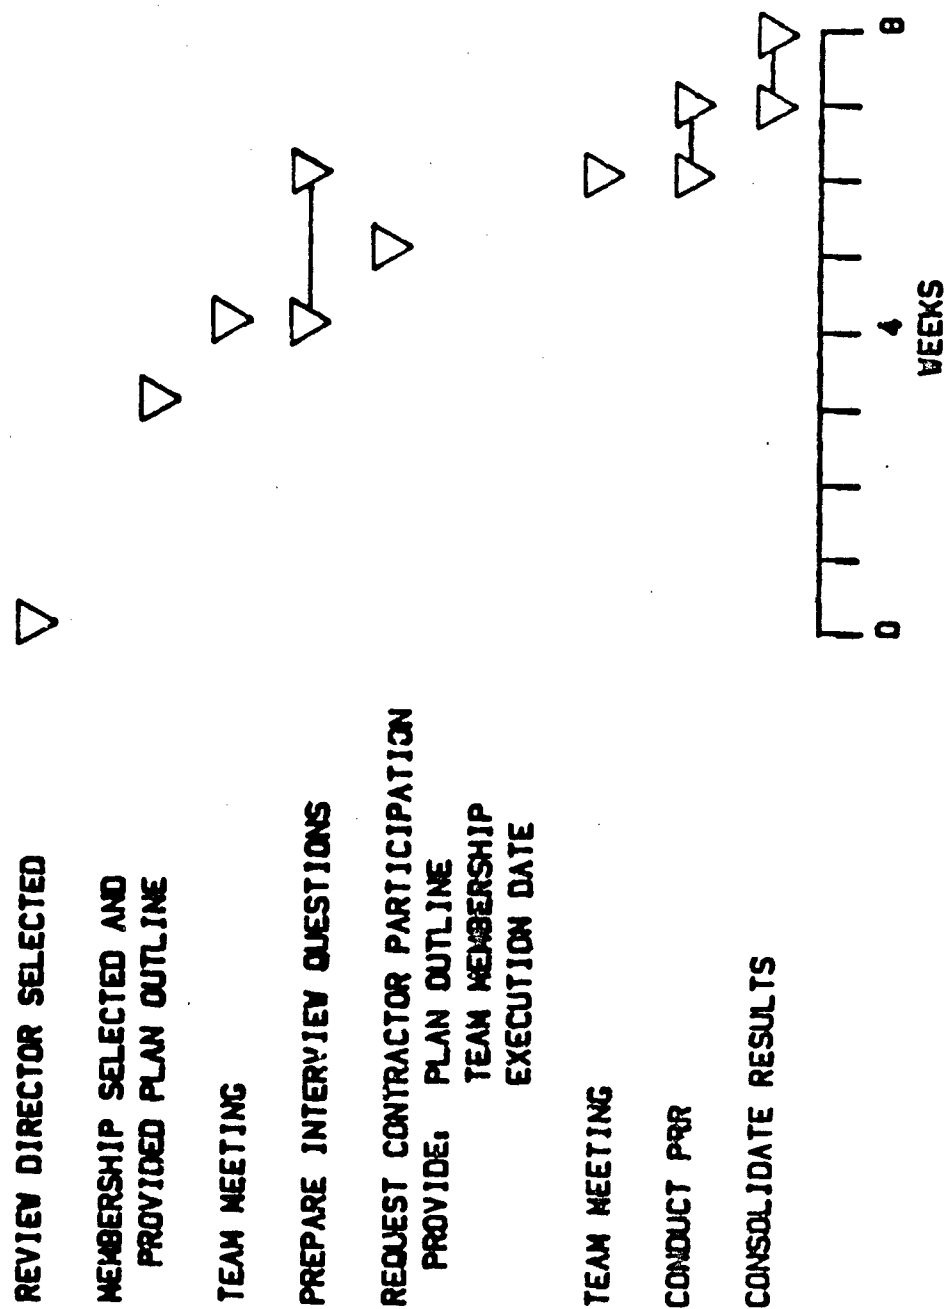 REVIEW DIRECTOR SELECTED
MEMBERSHIP SELECTED AND
PROVIDED PLAN OUTLINE
TEAM MEETING
PREPARE INTERVIEW QUESTIONS
REQUEST CONTRACTOR PARTICIPATION
PROVIDE: PLAN OUTLINE
TEAM MEMBERSHIP
EXECUTION DATE
TEAM MEETING
CONDUCT PRR
CONSOLIDATE RESULTS
0 4 8
WEEKS